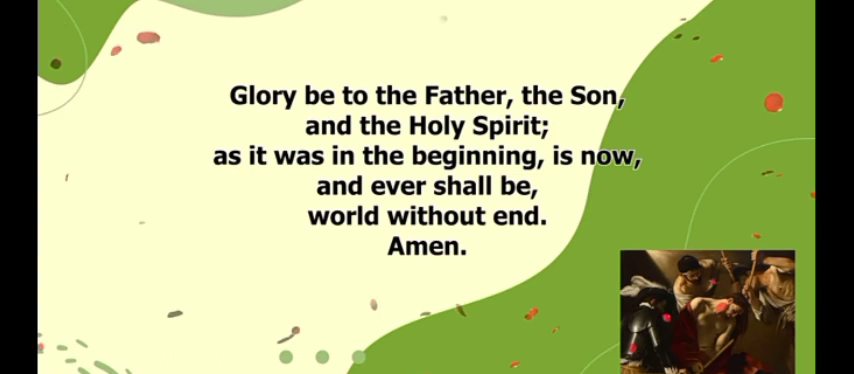 Glory be to the Father, the Son,
and the Holy Spirit;
as it was in the beginning, is now,
and ever shall be,
world without end.
Amen.